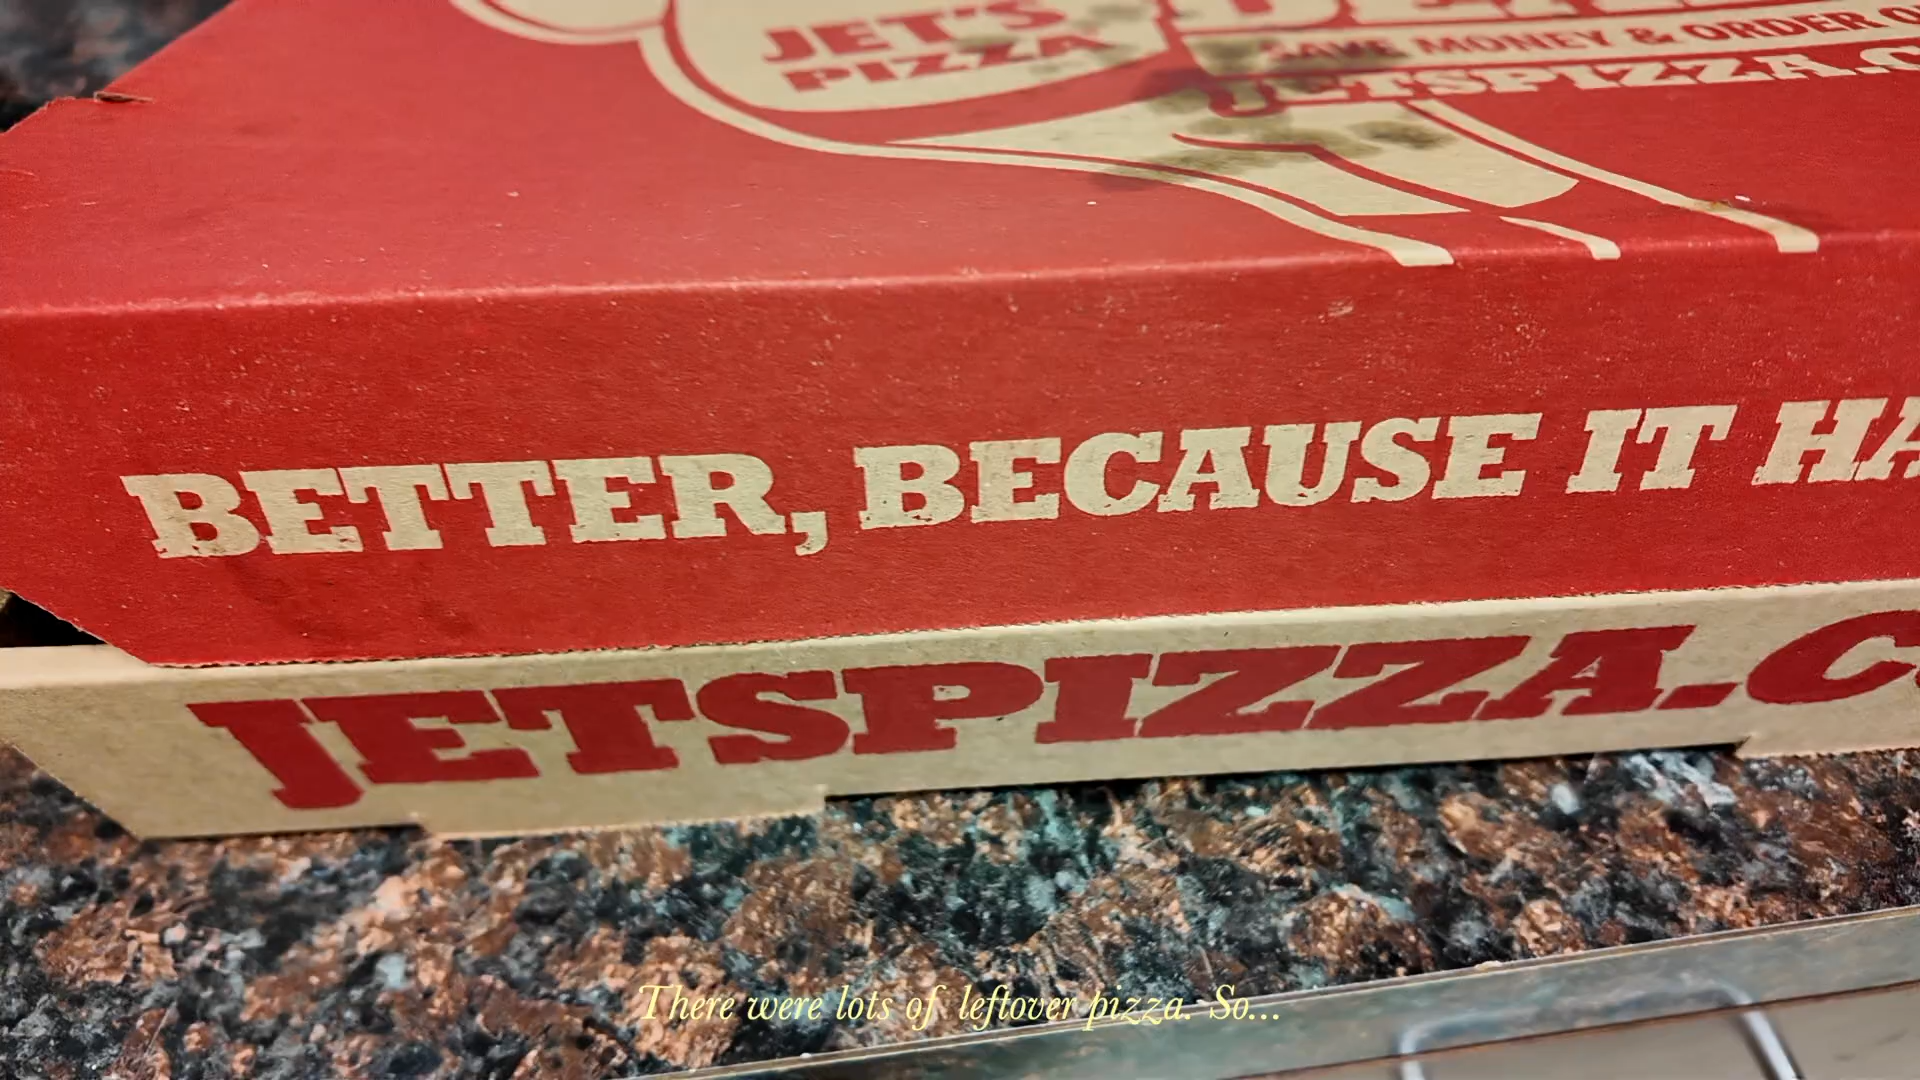 JET'S
PIZZA
SAVE MONEY & ORDER
JETSPIZZA.C
BETTER, BECAUSE IT HA
JETSPIZZA.C
There were lots of leftover pizza. So...